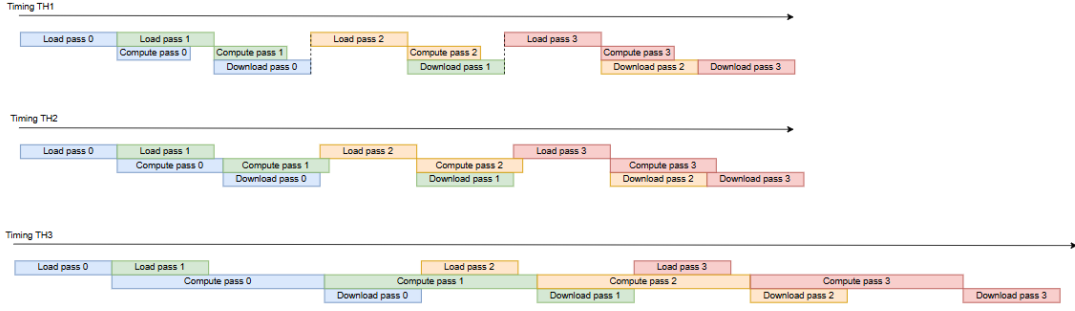 Timing TH1
Load pass 0 Load pass 1 Load pass 2 Load pass 3
Compute pass 0 Compute pass 1 Compute pass 2 Compute pass 3
Download pass 0 Download pass 1 Download pass 2 Download pass 3
Timing TH2
Load pass 0 Load pass 1 Load pass 2 Load pass 3
Compute pass 0 Compute pass 1 Compute pass 2 Compute pass 3
Download pass 0 Download pass 1 Download pass 2 Download pass 3
Timing TH3
Load pass 0 Load pass 1 Load pass 2 Load pass 3
Compute pass 0 Compute pass 1 Compute pass 2 Compute pass 3
Download pass 0 Download pass 1 Download pass 2 Download pass 3